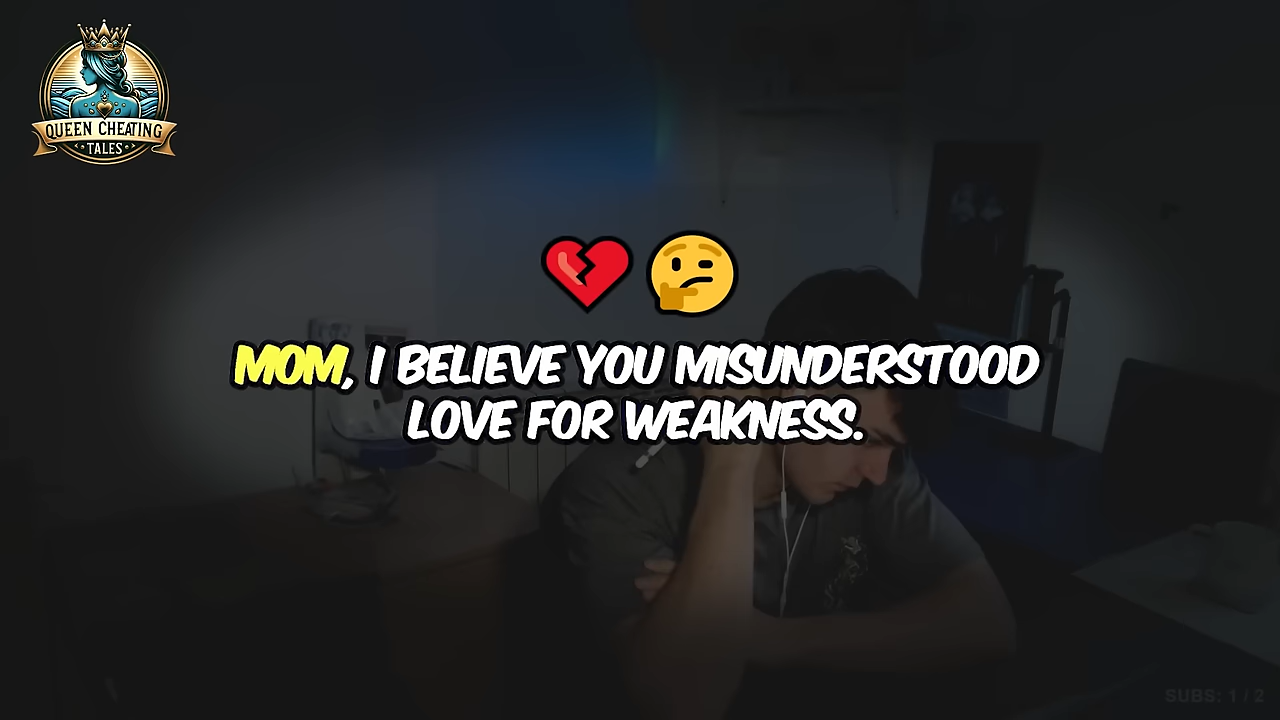 QUEEN CHEATING
TALES
MOM, I BELIEVE YOU MISUNDERSTOOD
LOVE FOR WEAKNESS.
SUBS: 1 / 2